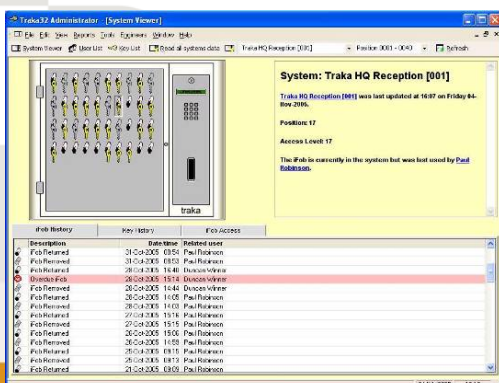 Traka32 Administrator - [System Viewer]
File Edit View Reports Tools Engineers Window Help
System Viewer User List Key List Read all systems data Traka HQ Reception [001] Position 0001 - 0040 Refresh
System: Traka HQ Reception [001]
Traka HQ Reception [001] was last updated at 16:07 on Friday 04-
Nov-2005.
Position: 17
Access Level: 17
The iFob is currently in the system but was last used by Paul
Robinson.
traka
iFob History Key History iFob Access
Description Date/time Related user
iFob Returned 31-Oct-2005 09:54 Paul Robinson
iFob Removed 31-Oct-2005 09:53 Paul Robinson
iFob Returned 28-Oct-2005 16:40 Duncan Winner
Overdue iFob 28-Oct-2005 15:14 Duncan Winner
iFob Removed 28-Oct-2005 14:44 Duncan Winner
iFob Returned 28-Oct-2005 14:05 Paul Robinson
iFob Removed 28-Oct-2005 14:03 Paul Robinson
iFob Returned 27-Oct-2005 15:16 Paul Robinson
iFob Removed 27-Oct-2005 15:15 Paul Robinson
iFob Returned 26-Oct-2005 15:06 Paul Robinson
iFob Removed 26-Oct-2005 14:59 Paul Robinson
iFob Returned 25-Oct-2005 09:15 Paul Robinson
iFob Removed 25-Oct-2005 09:13 Paul Robinson
iFob Returned 21-Oct-2005 09:09 Paul Robinson